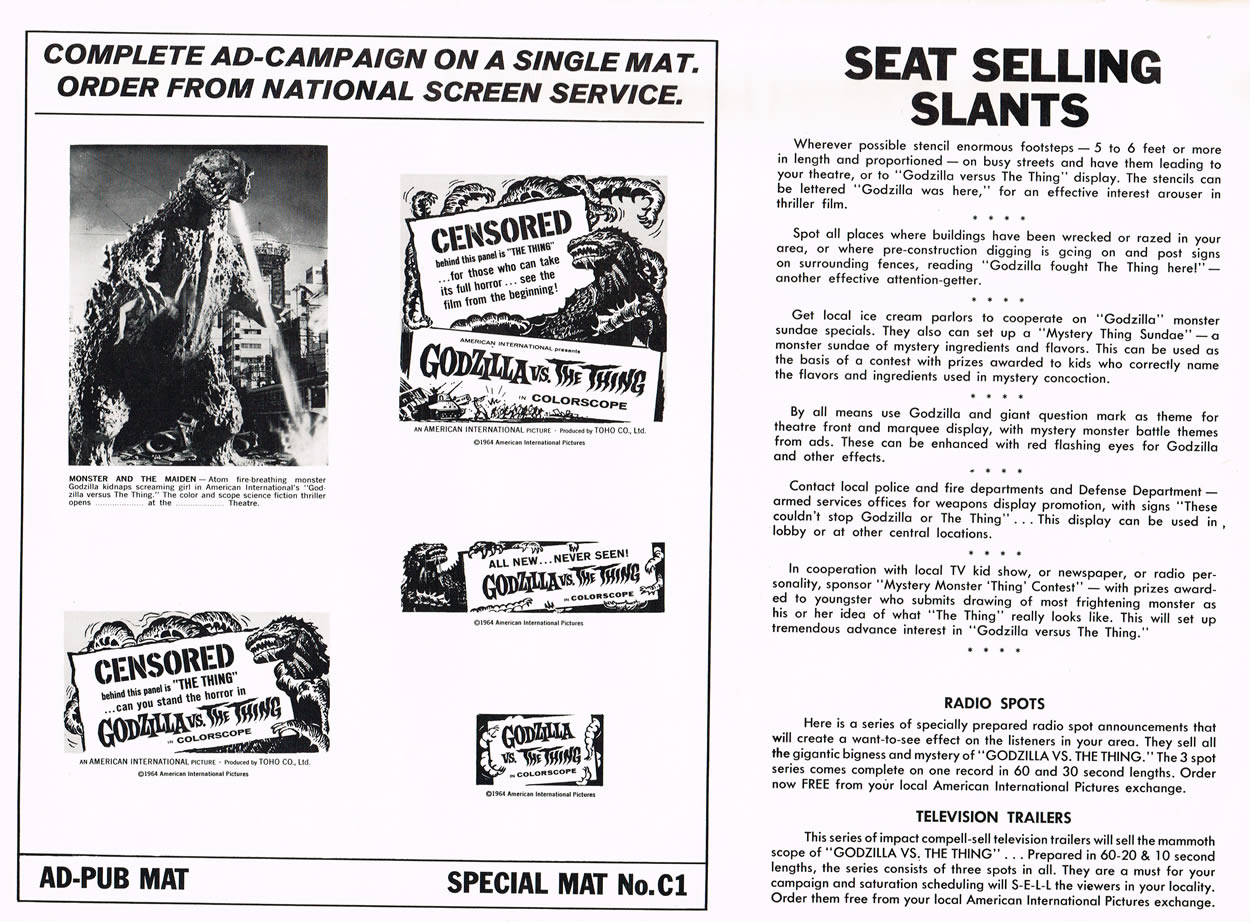 COMPLETE AD-CAMPAIGN ON A SINGLE MAT.
ORDER FROM NATIONAL SCREEN SERVICE.
MONSTER AND THE MAIDEN — Atom fire-breathing monster
Godzilla kidnaps screaming girl in American International's "God-
zilla versus The Thing." The color and scope science fiction thriller
opens .................... at the .................... Theatre.
CENSORED
behind this panel is "THE THING"
...for those who can take
its full horror... see the
film from the beginning!
AMERICAN INTERNATIONAL presents
GODZILLA VS. THE THING
IN COLORSCOPE
AN AMERICAN INTERNATIONAL PICTURE · Produced by TOHO CO., Ltd.
©1964 American International Pictures
ALL NEW...NEVER SEEN!
GODZILLA VS. THE THING
IN COLORSCOPE
©1964 American International Pictures
CENSORED
behind this panel is "THE THING"
...can you stand the horror in
GODZILLA VS. THE THING
IN COLORSCOPE
AN AMERICAN INTERNATIONAL PICTURE · Produced by TOHO CO., Ltd.
©1964 American International Pictures
GODZILLA
VS. THE THING
IN COLORSCOPE
©1964 American International Pictures
AD-PUB MAT
SPECIAL MAT No.C1
SEAT SELLING
SLANTS
Wherever possible stencil enormous footsteps — 5 to 6 feet or more
in length and proportioned — on busy streets and have them leading to
your theatre, or to "Godzilla versus The Thing" display. The stencils can
be lettered "Godzilla was here," for an effective interest arouser in
thriller film.
* * * *
Spot all places where buildings have been wrecked or razed in your
area, or where pre-construction digging is going on and post signs
on surrounding fences, reading "Godzilla fought The Thing here!" —
another effective attention-getter.
* * * *
Get local ice cream parlors to cooperate on "Godzilla" monster
sundae specials. They also can set up a "Mystery Thing Sundae" — a
monster sundae of mystery ingredients and flavors. This can be used as
the basis of a contest with prizes awarded to kids who correctly name
the flavors and ingredients used in mystery concoction.
* * * *
By all means use Godzilla and giant question mark as theme for
theatre front and marquee display, with mystery monster battle themes
from ads. These can be enhanced with red flashing eyes for Godzilla
and other effects.
* * * *
Contact local police and fire departments and Defense Department —
armed services offices for weapons display promotion, with signs "These
couldn't stop Godzilla or The Thing" . . . This display can be used in
lobby or at other central locations.
* * * *
In cooperation with local TV kid show, or newspaper, or radio per-
sonality, sponsor "Mystery Monster 'Thing' Contest" — with prizes award-
ed to youngster who submits drawing of most frightening monster as
his or her idea of what "The Thing" really looks like. This will set up
tremendous advance interest in "Godzilla versus The Thing."
* * * *
RADIO SPOTS
Here is a series of specially prepared radio spot announcements that
will create a want-to-see effect on the listeners in your area. They sell all
the gigantic bigness and mystery of "GODZILLA VS. THE THING." The 3 spot
series comes complete on one record in 60 and 30 second lengths. Order
now FREE from your local American International Pictures exchange.
TELEVISION TRAILERS
This series of impact compell-sell television trailers will sell the mammoth
scope of "GODZILLA VS. THE THING" . . . Prepared in 60-20 & 10 second
lengths, the series consists of three spots in all. They are a must for your
campaign and saturation scheduling will S-E-L-L the viewers in your locality.
Order them free from your local American International Pictures exchange.